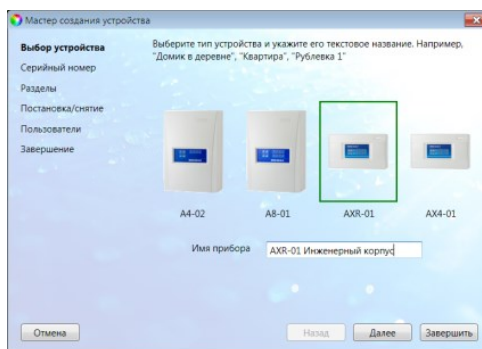 Мастер создания устройства
Выбор устройства
Серийный номер
Разделы
Постановка/снятие
Пользователи
Завершение
Выберите тип устройства и укажите его текстовое название. Например,
"Домик в деревне", "Квартира", "Рублевка 1"
A4-02
A8-01
AXR-01
AX4-01
Имя прибора
AXR-01 Инженерный корпус
Отмена
Назад
Далее
Завершить